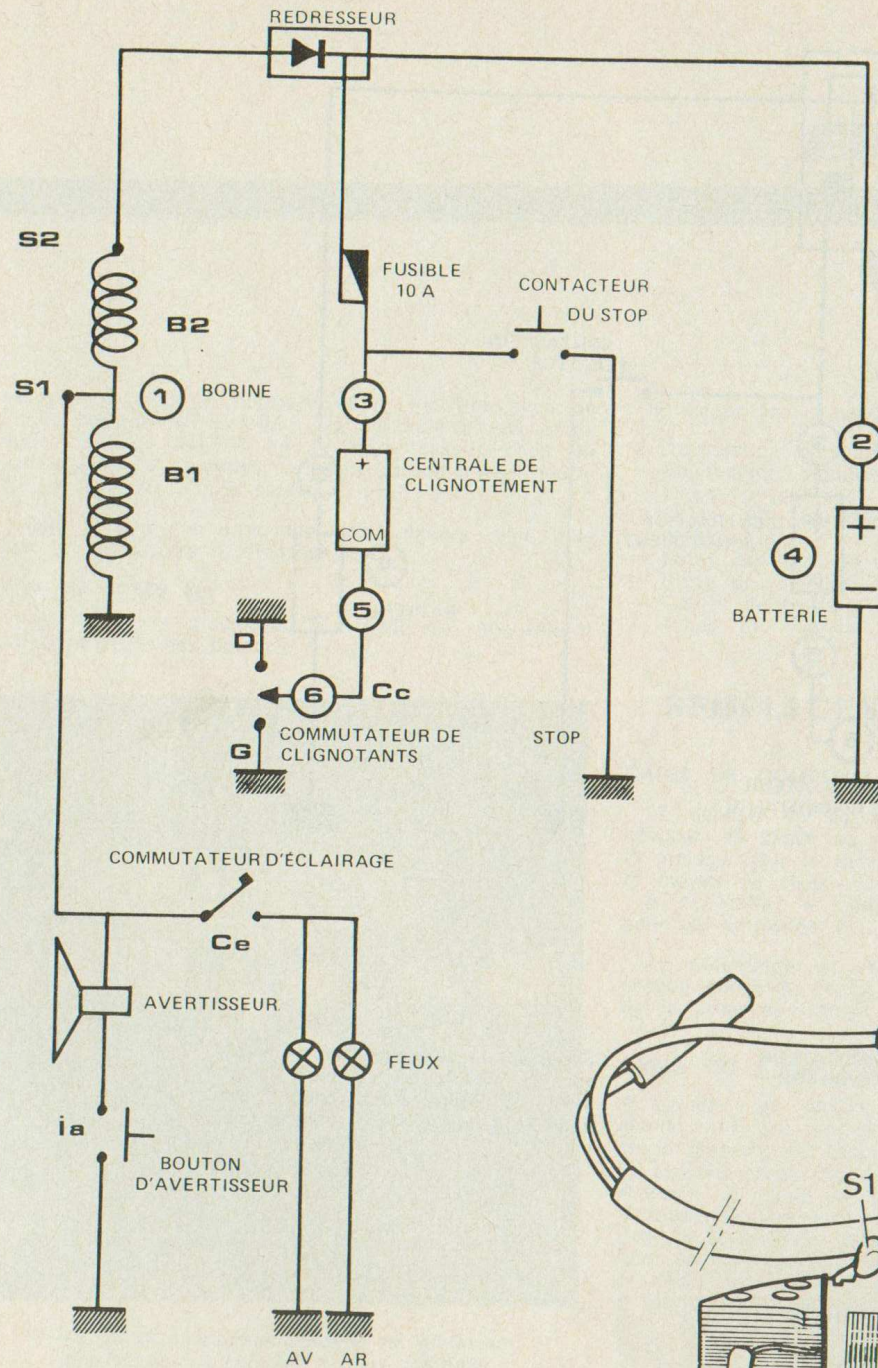 REDRESSEUR
S2
FUSIBLE
10 A
CONTACTEUR
DU STOP
B2
S1
1
BOBINE
3
2
B1
+
CENTRALE DE
CLIGNOTEMENT
COM
+
4
–
BATTERIE
5
D
6
Cc
G
COMMUTATEUR DE
CLIGNOTANTS
STOP
COMMUTATEUR D'ÉCLAIRAGE
Ce
AVERTISSEUR
FEUX
ia
BOUTON
D'AVERTISSEUR
S1
AV AR